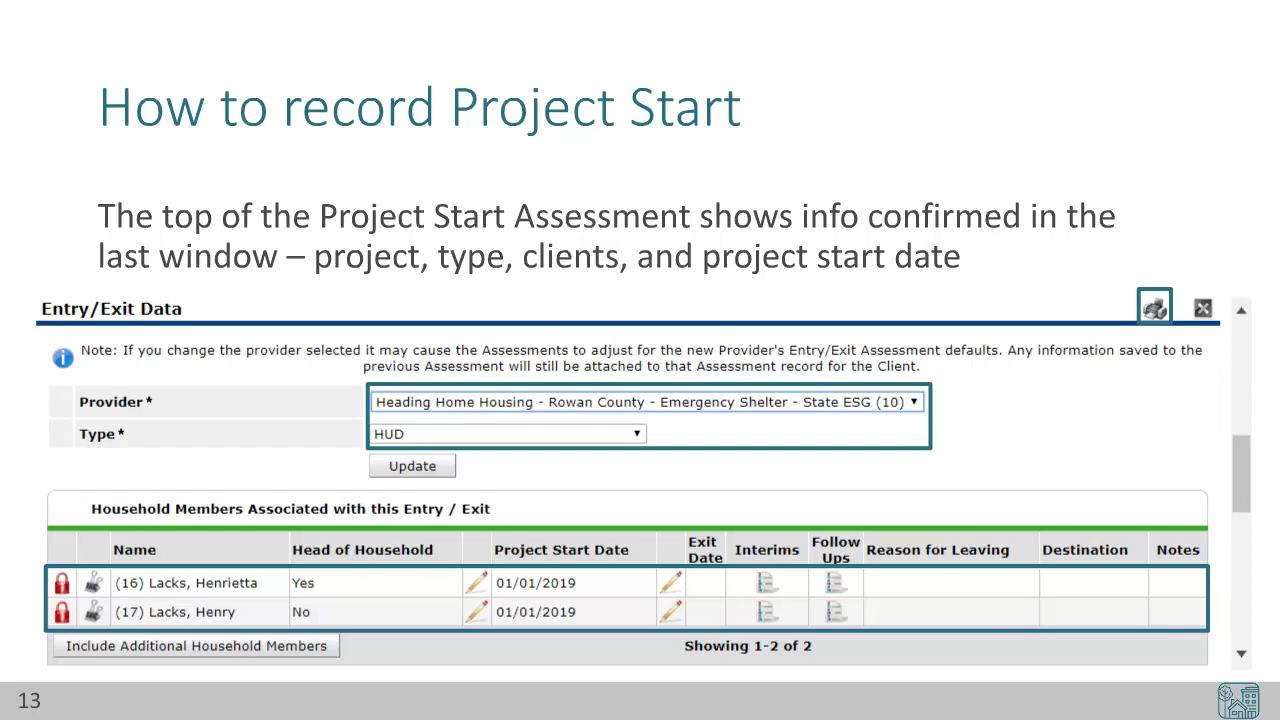 How to record Project Start
The top of the Project Start Assessment shows info confirmed in the
last window – project, type, clients, and project start date
Entry/Exit Data
Note: If you change the provider selected it may cause the Assessments to adjust for the new Provider's Entry/Exit Assessment defaults. Any information saved to the
previous Assessment will still be attached to that Assessment record for the Client.
Provider* Heading Home Housing - Rowan County - Emergency Shelter - State ESG (10)
Type* HUD
Update
Household Members Associated with this Entry / Exit
Name Head of Household Project Start Date Exit Date Interims Follow Ups Reason for Leaving Destination Notes
(16) Lacks, Henrietta Yes 01/01/2019
(17) Lacks, Henry No 01/01/2019
Include Additional Household Members Showing 1-2 of 2
13